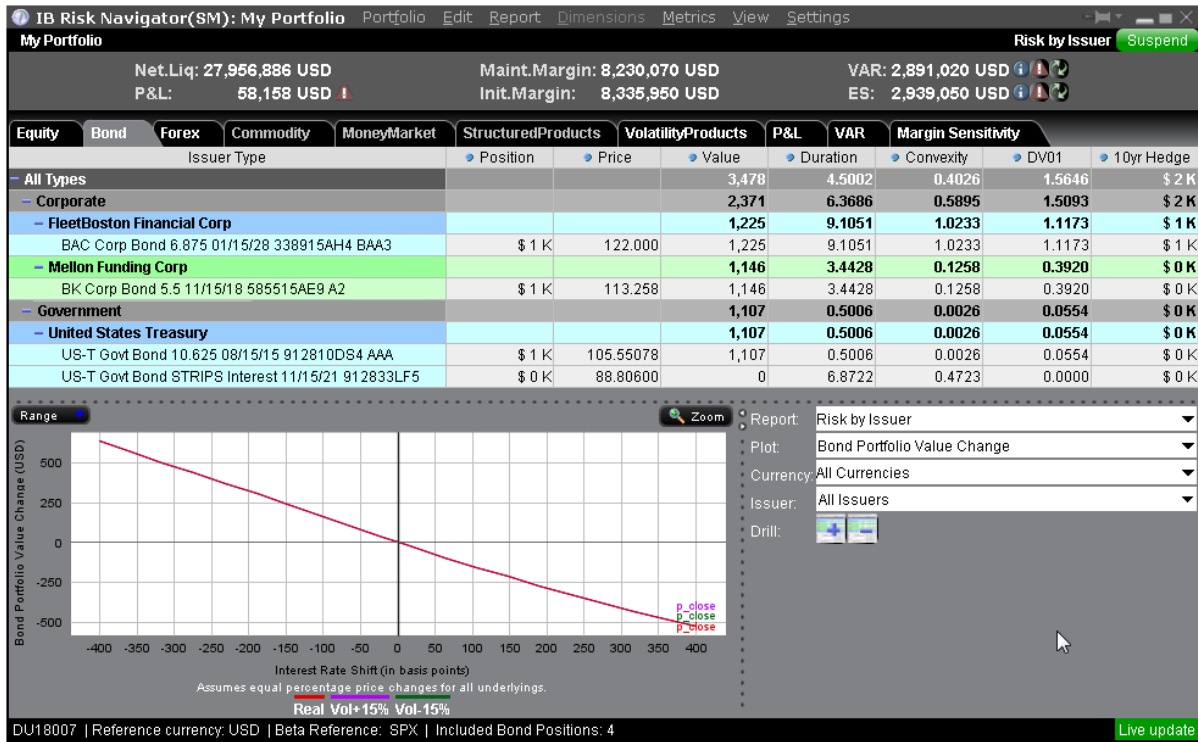 IB Risk Navigator(SM): My Portfolio Portfolio Edit Report Dimensions Metrics View Settings
My Portfolio Risk by Issuer Suspend
Net.Liq: 27,956,886 USD Maint.Margin: 8,230,070 USD VAR: 2,891,020 USD
P&L: 58,158 USD Init.Margin: 8,335,950 USD ES: 2,939,050 USD
Equity Bond Forex Commodity MoneyMarket StructuredProducts VolatilityProducts P&L VAR Margin Sensitivity
Issuer Type Position Price Value Duration Convexity DV01 10yr Hedge
– All Types 3,478 4.5002 0.4026 1.5646 $ 2 K
– Corporate 2,371 6.3686 0.5895 1.5093 $ 2 K
– FleetBoston Financial Corp 1,225 9.1051 1.0233 1.1173 $ 1 K
BAC Corp Bond 6.875 01/15/28 338915AH4 BAA3 $ 1 K 122.000 1,225 9.1051 1.0233 1.1173 $ 1 K
– Mellon Funding Corp 1,146 3.4428 0.1258 0.3920 $ 0 K
BK Corp Bond 5.5 11/15/18 585515AE9 A2 $ 1 K 113.258 1,146 3.4428 0.1258 0.3920 $ 0 K
– Government 1,107 0.5006 0.0026 0.0554 $ 0 K
– United States Treasury 1,107 0.5006 0.0026 0.0554 $ 0 K
US-T Govt Bond 10.625 08/15/15 912810DS4 AAA $ 1 K 105.55078 1,107 0.5006 0.0026 0.0554 $ 0 K
US-T Govt Bond STRIPS Interest 11/15/21 912833LF5 $ 0 K 88.80600 0 6.8722 0.4723 0.0000 $ 0 K
Range Zoom
Report: Risk by Issuer
Plot: Bond Portfolio Value Change
Currency: All Currencies
Issuer: All Issuers
Drill:
Bond Portfolio Value Change (USD)
500
250
0
-250
-500
p_close
p_close
p_close
-400 -350 -300 -250 -200 -150 -100 -50 0 50 100 150 200 250 300 350 400
Interest Rate Shift (in basis points)
Assumes equal percentage price changes for all underlyings.
Real Vol+15% Vol-15%
DU18007 | Reference currency: USD | Beta Reference: SPX | Included Bond Positions: 4 Live update